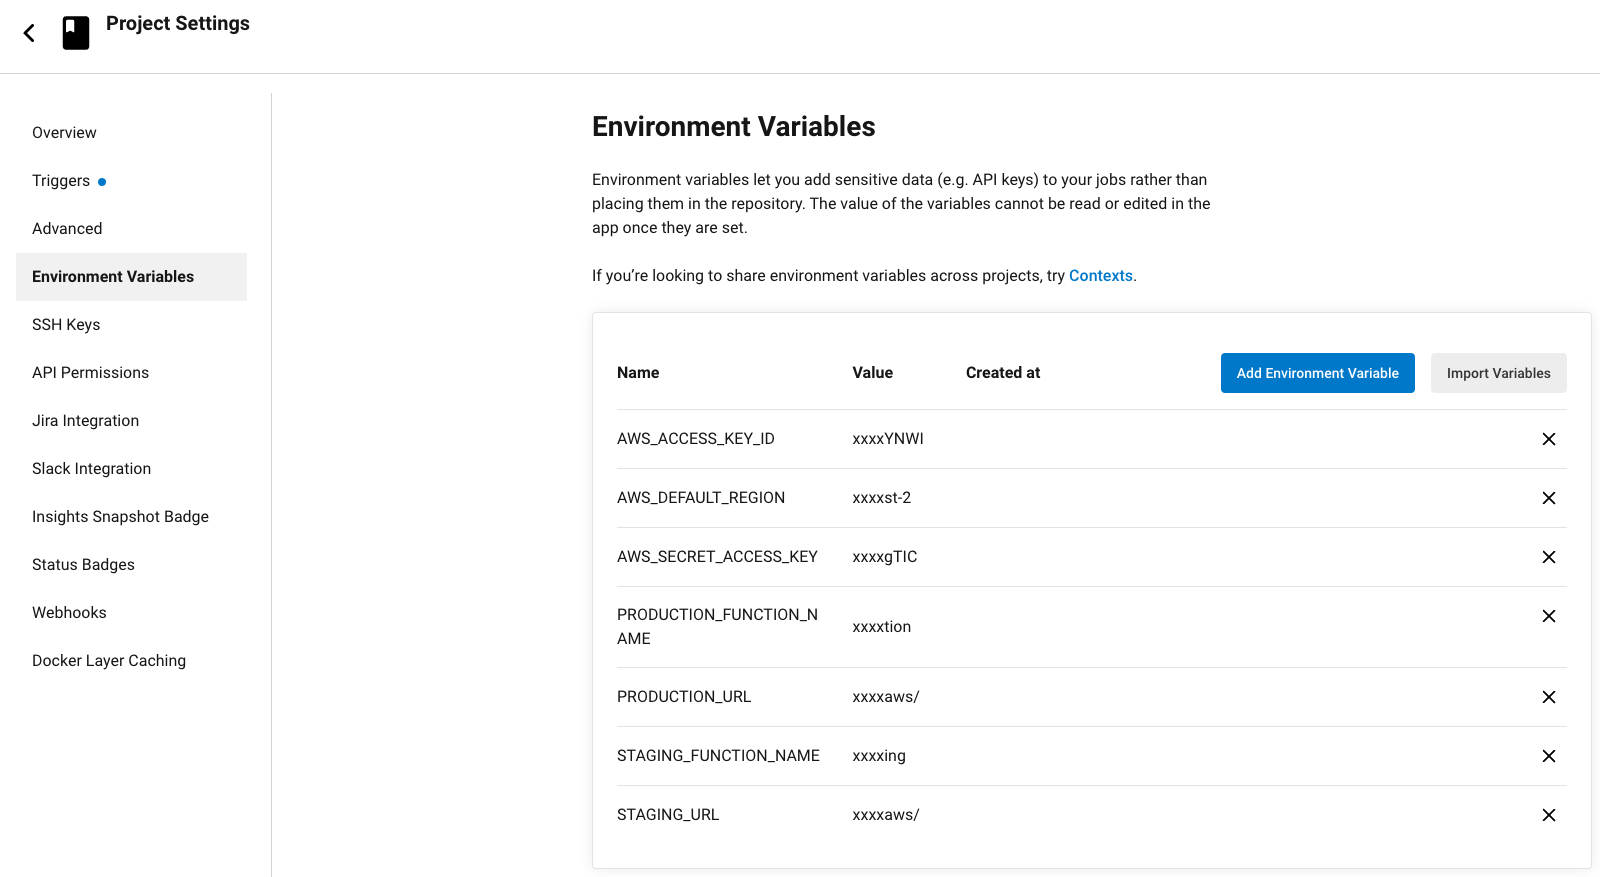 Project Settings
Overview
Triggers
Advanced
Environment Variables
SSH Keys
API Permissions
Jira Integration
Slack Integration
Insights Snapshot Badge
Status Badges
Webhooks
Docker Layer Caching
Environment Variables
Environment variables let you add sensitive data (e.g. API keys) to your jobs rather than
placing them in the repository. The value of the variables cannot be read or edited in the
app once they are set.
If you’re looking to share environment variables across projects, try Contexts.
Name Value Created at Add Environment Variable Import Variables
AWS_ACCESS_KEY_ID xxxxYNWI
AWS_DEFAULT_REGION xxxxst-2
AWS_SECRET_ACCESS_KEY xxxxgTIC
PRODUCTION_FUNCTION_N
AME xxxxtion
PRODUCTION_URL xxxxaws/
STAGING_FUNCTION_NAME xxxxing
STAGING_URL xxxxaws/